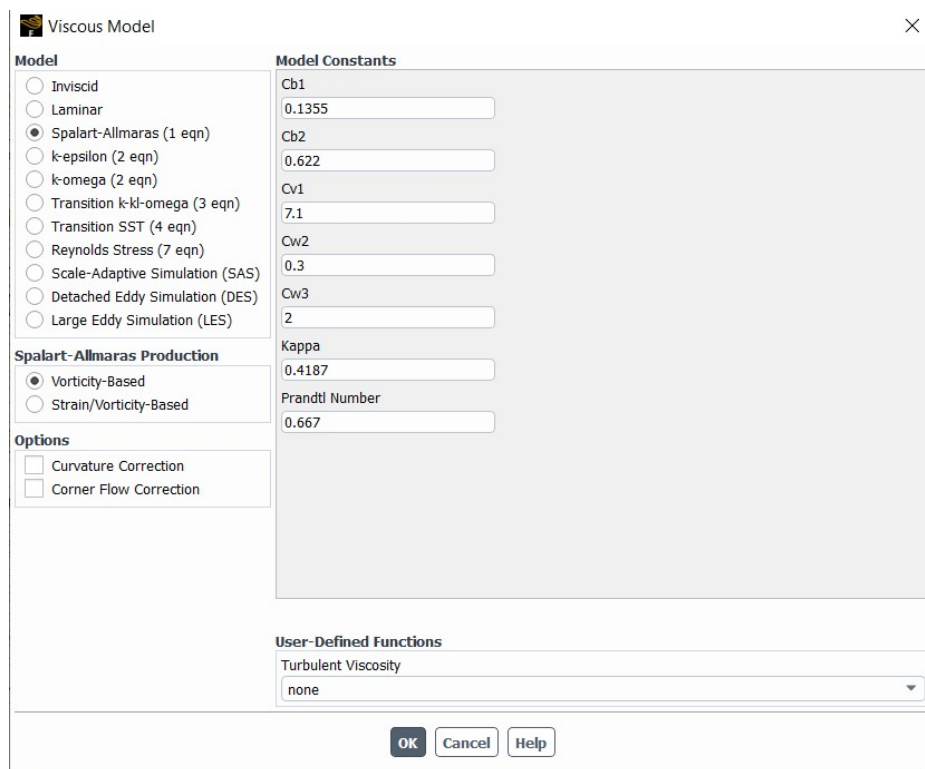 Viscous Model
Model
Inviscid
Laminar
Spalart-Allmaras (1 eqn)
k-epsilon (2 eqn)
k-omega (2 eqn)
Transition k-kl-omega (3 eqn)
Transition SST (4 eqn)
Reynolds Stress (7 eqn)
Scale-Adaptive Simulation (SAS)
Detached Eddy Simulation (DES)
Large Eddy Simulation (LES)
Spalart-Allmaras Production
Vorticity-Based
Strain/Vorticity-Based
Options
Curvature Correction
Corner Flow Correction
Model Constants
Cb1
0.1355
Cb2
0.622
Cv1
7.1
Cw2
0.3
Cw3
2
Kappa
0.4187
Prandtl Number
0.667
User-Defined Functions
Turbulent Viscosity
none
OK Cancel Help